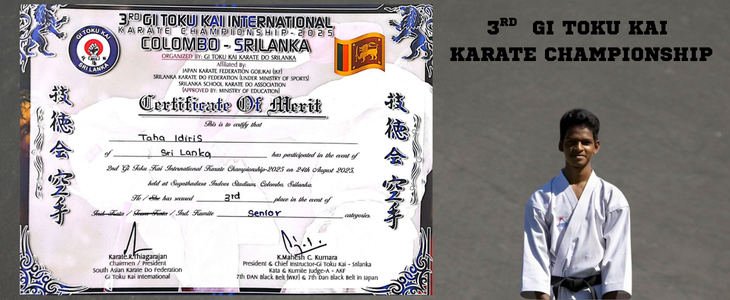 3RD GI TOKU KAI INTERNATIONAL
KARATE CHAMPIONSHIP - 2025
COLOMBO - SRILANKA
ORGANIZED BY: GI TOKU KAI KARATE DO SRILANKA
Affiliated By
JAPAN KARATE FEDERATION GOJUKAI (JKF)
SRILANKA KARATE DO FEDERATION (UNDER MINISTRY OF SPORTS)
SRILANKA SCHOOL KARATE DO ASSOCIATION
(APPROVED BY: MINISTRY OF EDUCATION)
GI TOKU KAI
SRI LANKA
Certificate Of Merit
This is to certify that
Taha Idiris
of Sri Lanka has participated in the event of
2nd Gi Toku Kai International Karate Championship-2025 on 24th August 2025,
held at Sugathadasa Indoor Stadium, Colombo, Srilanka.
He / She has secured 3rd place in the event of
Ind. Kata / Team Kata / Ind. Kumite Senior categories.
技徳会空手
技徳会空手
Karate.K.Thiagarajan
Chairmen / President
South Asian Karate Do Federation
Gi Toku Kai International
K.Mahesh C. Kumara
President & Chief Instructor-Gi Toku Kai - Srilanka
Kata & Kumite Judge-A - AKF
7th DAN Black Belt (WKF) & 7th DAN Black Belt in Japan
3RD GI TOKU KAI
KARATE CHAMPIONSHIP